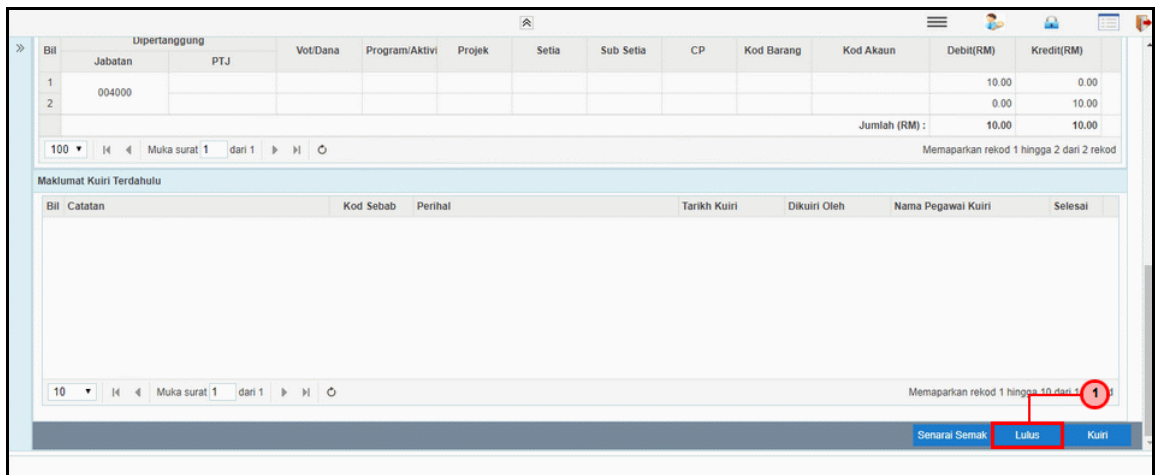 Bil Dipertanggung Vot/Dana Program/Aktivi Projek Setia Sub Setia CP Kod Barang Kod Akaun Debit(RM) Kredit(RM)
Jabatan PTJ
1 004000 10.00 0.00
2 0.00 10.00
Jumlah (RM) : 10.00 10.00
100 Muka surat 1 dari 1 Memaparkan rekod 1 hingga 2 dari 2 rekod
Maklumat Kuiri Terdahulu
Bil Catatan Kod Sebab Perihal Tarikh Kuiri Dikuiri Oleh Nama Pegawai Kuiri Selesai
10 Muka surat 1 dari 1 Memaparkan rekod 1 hingga 10 dari
1
Senarai Semak Lulus Kuiri